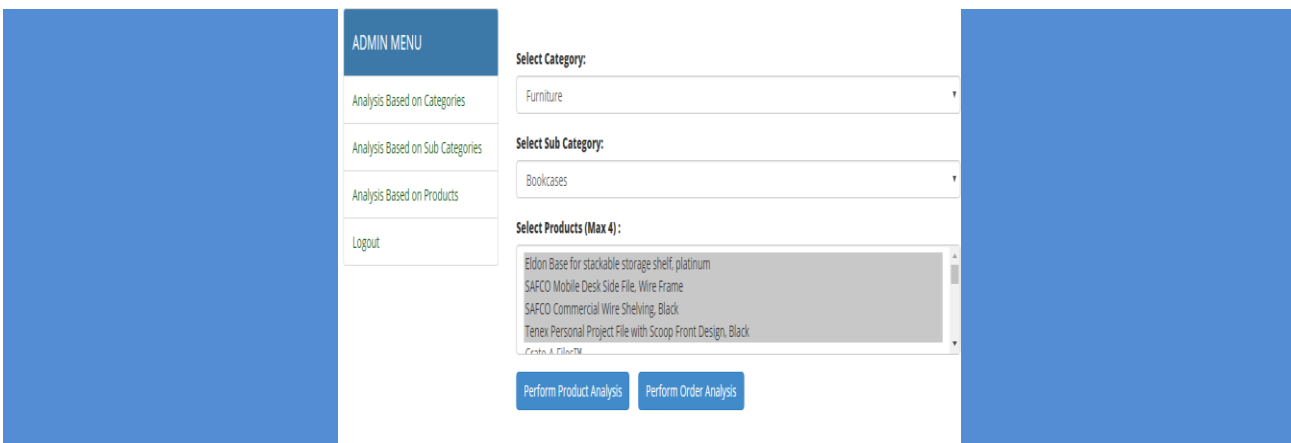 ADMIN MENU
Analysis Based on Categories
Analysis Based on Sub Categories
Analysis Based on Products
Logout
Select Category:
Furniture
Select Sub Category:
Bookcases
Select Products (Max 4) :
Eldon Base for stackable storage shelf, platinum
SAFCO Mobile Desk Side File, Wire Frame
SAFCO Commercial Wire Shelving, Black
Tenex Personal Project File with Scoop Front Design, Black
Crate-A-Files™
Perform Product Analysis
Perform Order Analysis